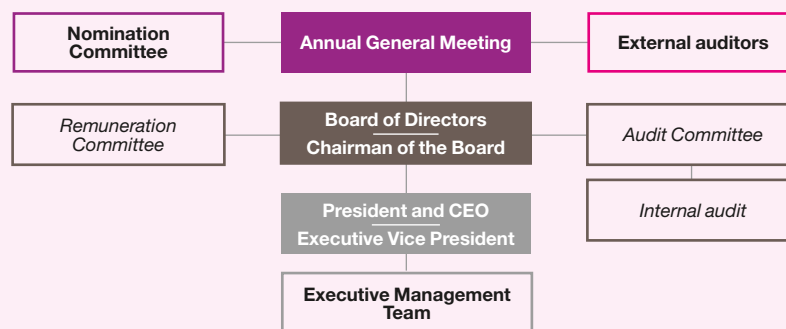 Nomination
Committee
Annual General Meeting
External auditors
Remuneration
Committee
Board of Directors
Chairman of the Board
Audit Committee
President and CEO
Executive Vice President
Internal audit
Executive Management
Team